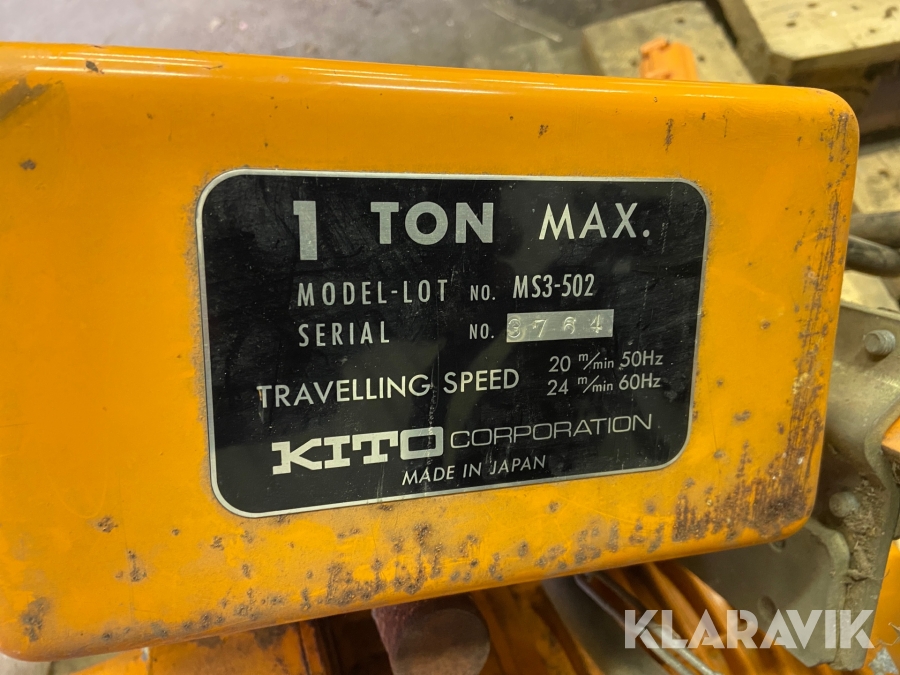 1 TON MAX.
MODEL-LOT NO. MS3-502
SERIAL NO. 3764
TRAVELLING SPEED 20 m/min 50Hz
24 m/min 60Hz
KITO CORPORATION
MADE IN JAPAN
KLARAVIK